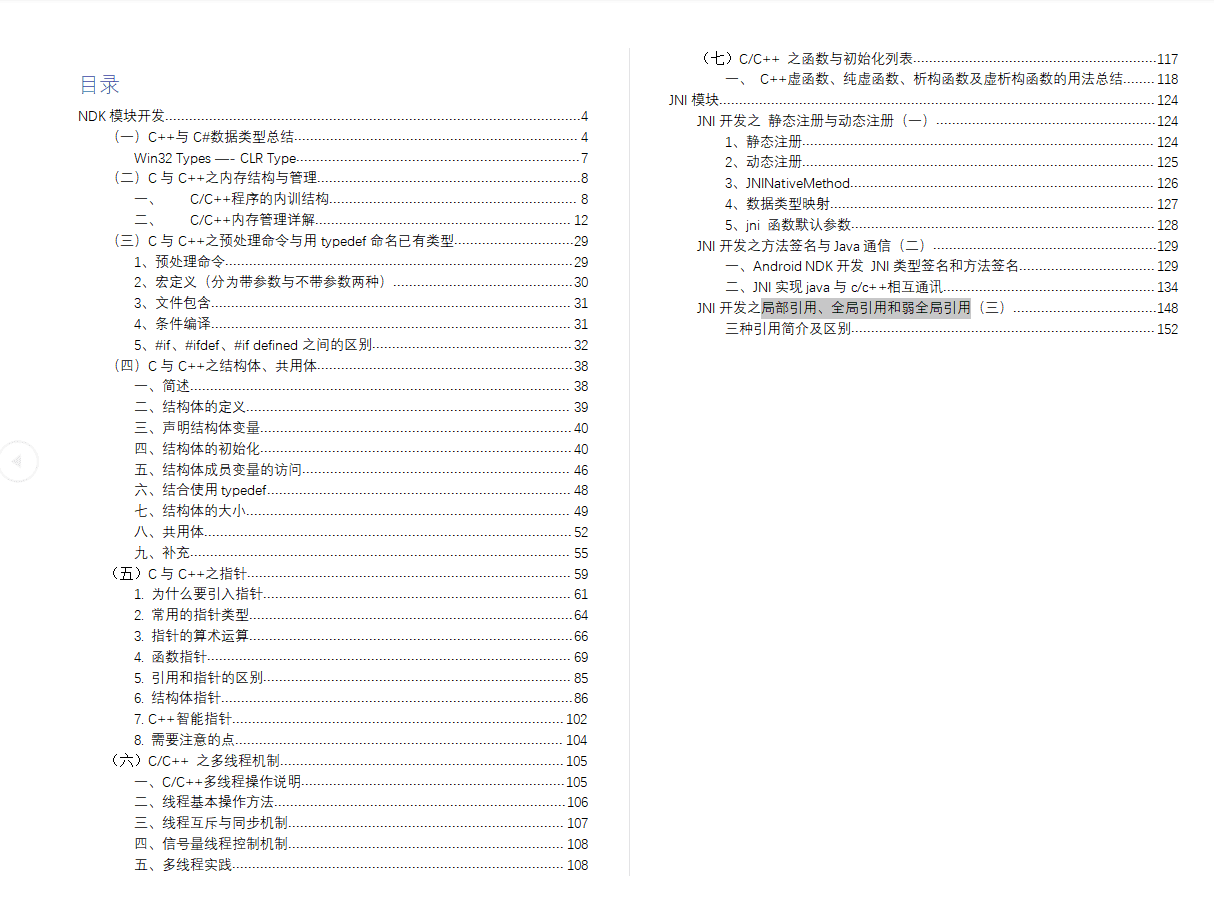 目录
NDK 模块开发 4
（一）C++与 C#数据类型总结 4
Win32 Types —- CLR Type 7
（二）C 与 C++之内存结构与管理 8
一、 C/C++程序的内训结构 8
二、 C/C++内存管理详解 12
（三）C 与 C++之预处理命令与用 typedef 命名已有类型 29
1、预处理命令 29
2、宏定义（分为带参数与不带参数两种） 30
3、文件包含 31
4、条件编译 31
5、#if、#ifdef、#if defined 之间的区别 32
（四）C 与 C++之结构体、共用体 38
一、简述 38
二、结构体的定义 39
三、声明结构体变量 40
四、结构体的初始化 40
五、结构体成员变量的访问 46
六、结合使用 typedef 48
七、结构体的大小 49
八、共用体 52
九、补充 55
（五）C 与 C++之指针 59
1. 为什么要引入指针 61
2. 常用的指针类型 64
3. 指针的算术运算 66
4. 函数指针 69
5. 引用和指针的区别 85
6. 结构体指针 86
7. C++智能指针 102
8. 需要注意的点 104
（六）C/C++ 之多线程机制 105
一、C/C++多线程操作说明 105
二、线程基本操作方法 106
三、线程互斥与同步机制 107
四、信号量线程控制机制 108
五、多线程实践 108
（七）C/C++ 之函数与初始化列表 117
一、 C++虚函数、纯虚函数、析构函数及虚析构函数的用法总结 118
JNI 模块 124
JNI 开发之 静态注册与动态注册（一） 124
1、静态注册 124
2、动态注册 125
3、JNINativeMethod 126
4、数据类型映射 127
5、jni 函数默认参数 128
JNI 开发之方法签名与 Java 通信（二） 129
一、Android NDK 开发 JNI 类型签名和方法签名 129
二、JNI 实现 java 与 c/c++相互通讯 134
JNI 开发之局部引用、全局引用和弱全局引用（三） 148
三种引用简介及区别 152